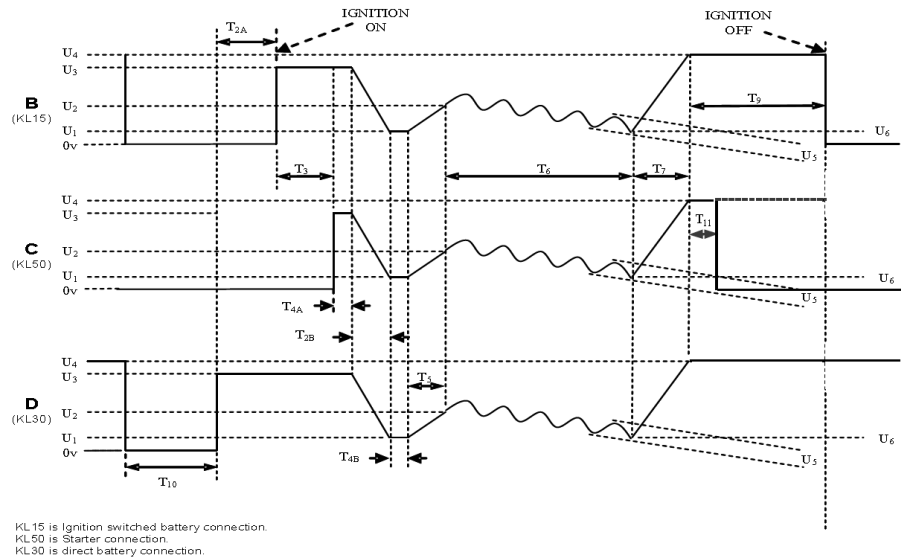 IGNITION
ON
IGNITION
OFF
T2A
U4
U3
B
(KL15)
U2
U1
0v
T9
U6
U5
T3
T6
T7
U4
U3
C
(KL50)
U2
U1
0v
T11
U6
U5
T4A
T2B
U4
U3
D
(KL30)
U2
U1
0v
T5
U6
U5
T4B
T10
KL15 is Ignition switched battery connection.
KL50 is Starter connection.
KL30 is direct battery connection.